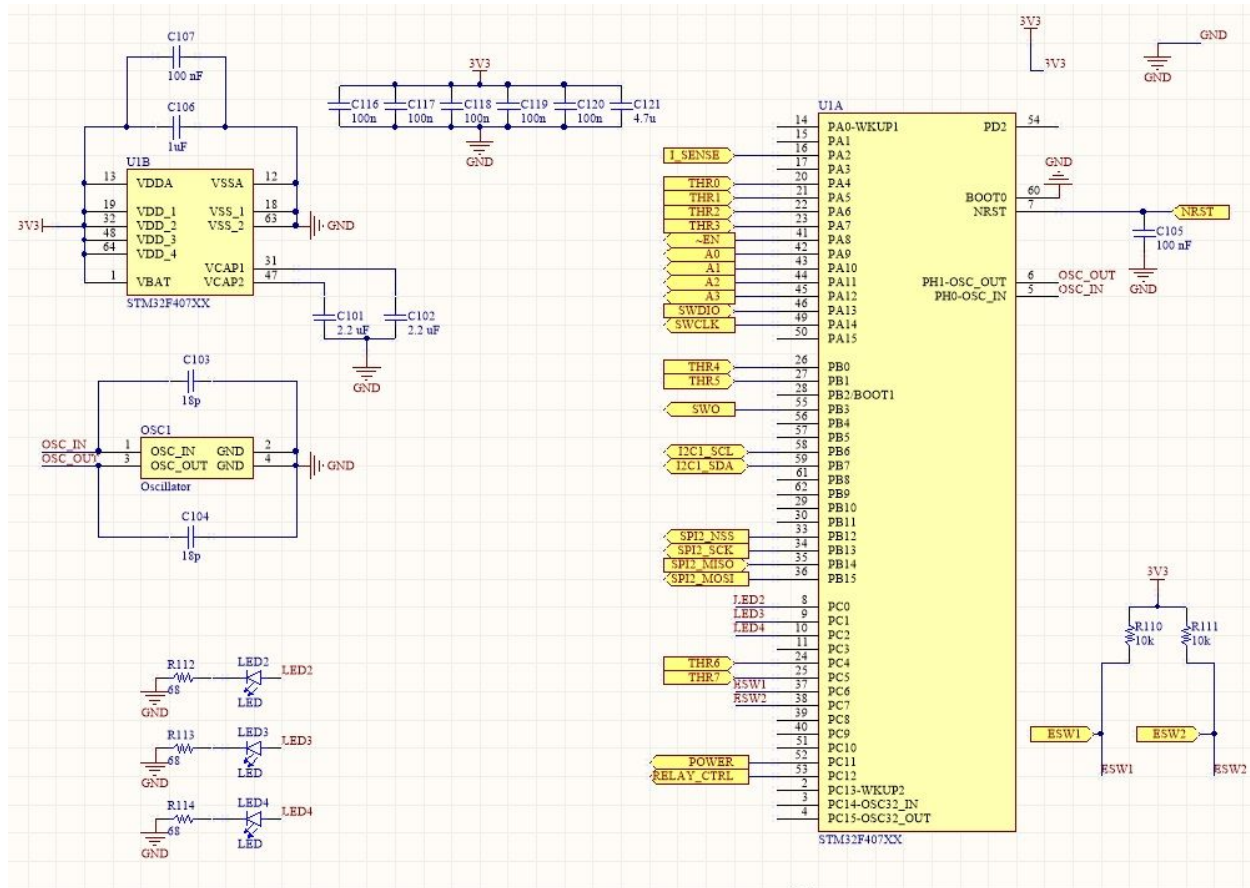 C107
100 nF
C106
1uF
U1B
13 VDDA VSSA 12
19 VDD_1 VSS_1 18
32 VDD_2 VSS_2 63
48 VDD_3
64 VDD_4
VCAP1 31
1 VBAT VCAP2 47
STM32F407XX
3V3
GND
C101
2.2 uF
C102
2.2 uF
GND
3V3
C116
100n
C117
100n
C118
100n
C119
100n
C120
100n
C121
4.7u
GND
C103
18p
OSC1
OSC_IN 1 OSC_IN GND 2
OSC_OUT 3 OSC_OUT GND 4
Oscillator
GND
C104
18p
R112
68
GND
LED2
LED
LED2
R113
68
GND
LED3
LED
LED3
R114
68
GND
LED4
LED
LED4
3V3
3V3
GND
GND
U1A
14 PA0-WKUP1
15 PA1
I_SENSE 16 PA2
17 PA3
THR0 20 PA4
THR1 21 PA5
THR2 22 PA6
THR3 23 PA7
~EN 41 PA8
A0 42 PA9
A1 43 PA10
A2 44 PA11
A3 45 PA12
SWDIO 46 PA13
SWCLK 49 PA14
50 PA15
THR4 26 PB0
THR5 27 PB1
28 PB2/BOOT1
SWO 55 PB3
56 PB4
57 PB5
I2C1_SCL 58 PB6
I2C1_SDA 59 PB7
61 PB8
62 PB9
29 PB10
30 PB11
SPI2_NSS 33 PB12
SPI2_SCK 34 PB13
SPI2_MISO 35 PB14
SPI2_MOSI 36 PB15
LED2 8 PC0
LED3 9 PC1
LED4 10 PC2
11 PC3
THR6 24 PC4
THR7 25 PC5
ESW1 37 PC6
ESW2 38 PC7
39 PC8
40 PC9
51 PC10
POWER 52 PC11
RELAY_CTRL 53 PC12
2 PC13-WKUP2
3 PC14-OSC32_IN
4 PC15-OSC32_OUT
STM32F407XX
PD2 54
GND
BOOT0 60
NRST 7
NRST
C105
100 nF
GND
PH1-OSC_OUT 6 OSC_OUT
PH0-OSC_IN 5 OSC_IN
3V3
R110
10k
R111
10k
ESW1
ESW2
ESW1
ESW2